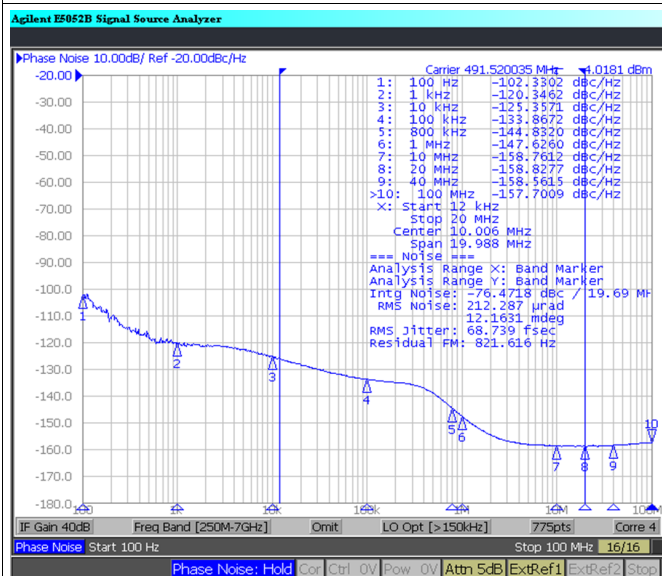 Agilent E5052B Signal Source Analyzer
Phase Noise 10.00dB/ Ref -20.00dBc/Hz
Carrier 491.520035 MHz 4.0181 dBm
-20.00
-30.00
-40.00
-50.00
-60.00
-70.00
-80.00
-90.00
-100.0
-110.0
-120.0
-130.0
-140.0
-150.0
-160.0
-170.0
-180.0
1: 100 Hz -102.3302 dBc/Hz
2: 1 kHz -120.3462 dBc/Hz
3: 10 kHz -125.3571 dBc/Hz
4: 100 kHz -133.8672 dBc/Hz
5: 800 kHz -144.8320 dBc/Hz
6: 1 MHz -147.6260 dBc/Hz
7: 10 MHz -158.7612 dBc/Hz
8: 20 MHz -158.8277 dBc/Hz
9: 40 MHz -158.5615 dBc/Hz
>10: 100 MHz -157.7009 dBc/Hz
X: Start 12 kHz
Stop 20 MHz
Center 10.006 MHz
Span 19.988 MHz
=== Noise ===
Analysis Range X: Band Marker
Analysis Range Y: Band Marker
Intg Noise: -76.4718 dBc / 19.69 MH
RMS Noise: 212.287 µrad
12.1631 mdeg
RMS Jitter: 68.739 fsec
Residual FM: 821.616 Hz
1
2
3
4
5
6
7
8
9
10
100 1k 10k 100k 1M 10M 100M
IF Gain 40dB Freq Band [250M-7GHz] Omit LO Opt [>150kHz] 775pts Corre 4
Phase Noise Start 100 Hz Stop 100 MHz 16/16
Phase Noise: Hold Cor Ctrl 0V Pow 0V Attn 5dB ExtRef1 ExtRef2 Stop